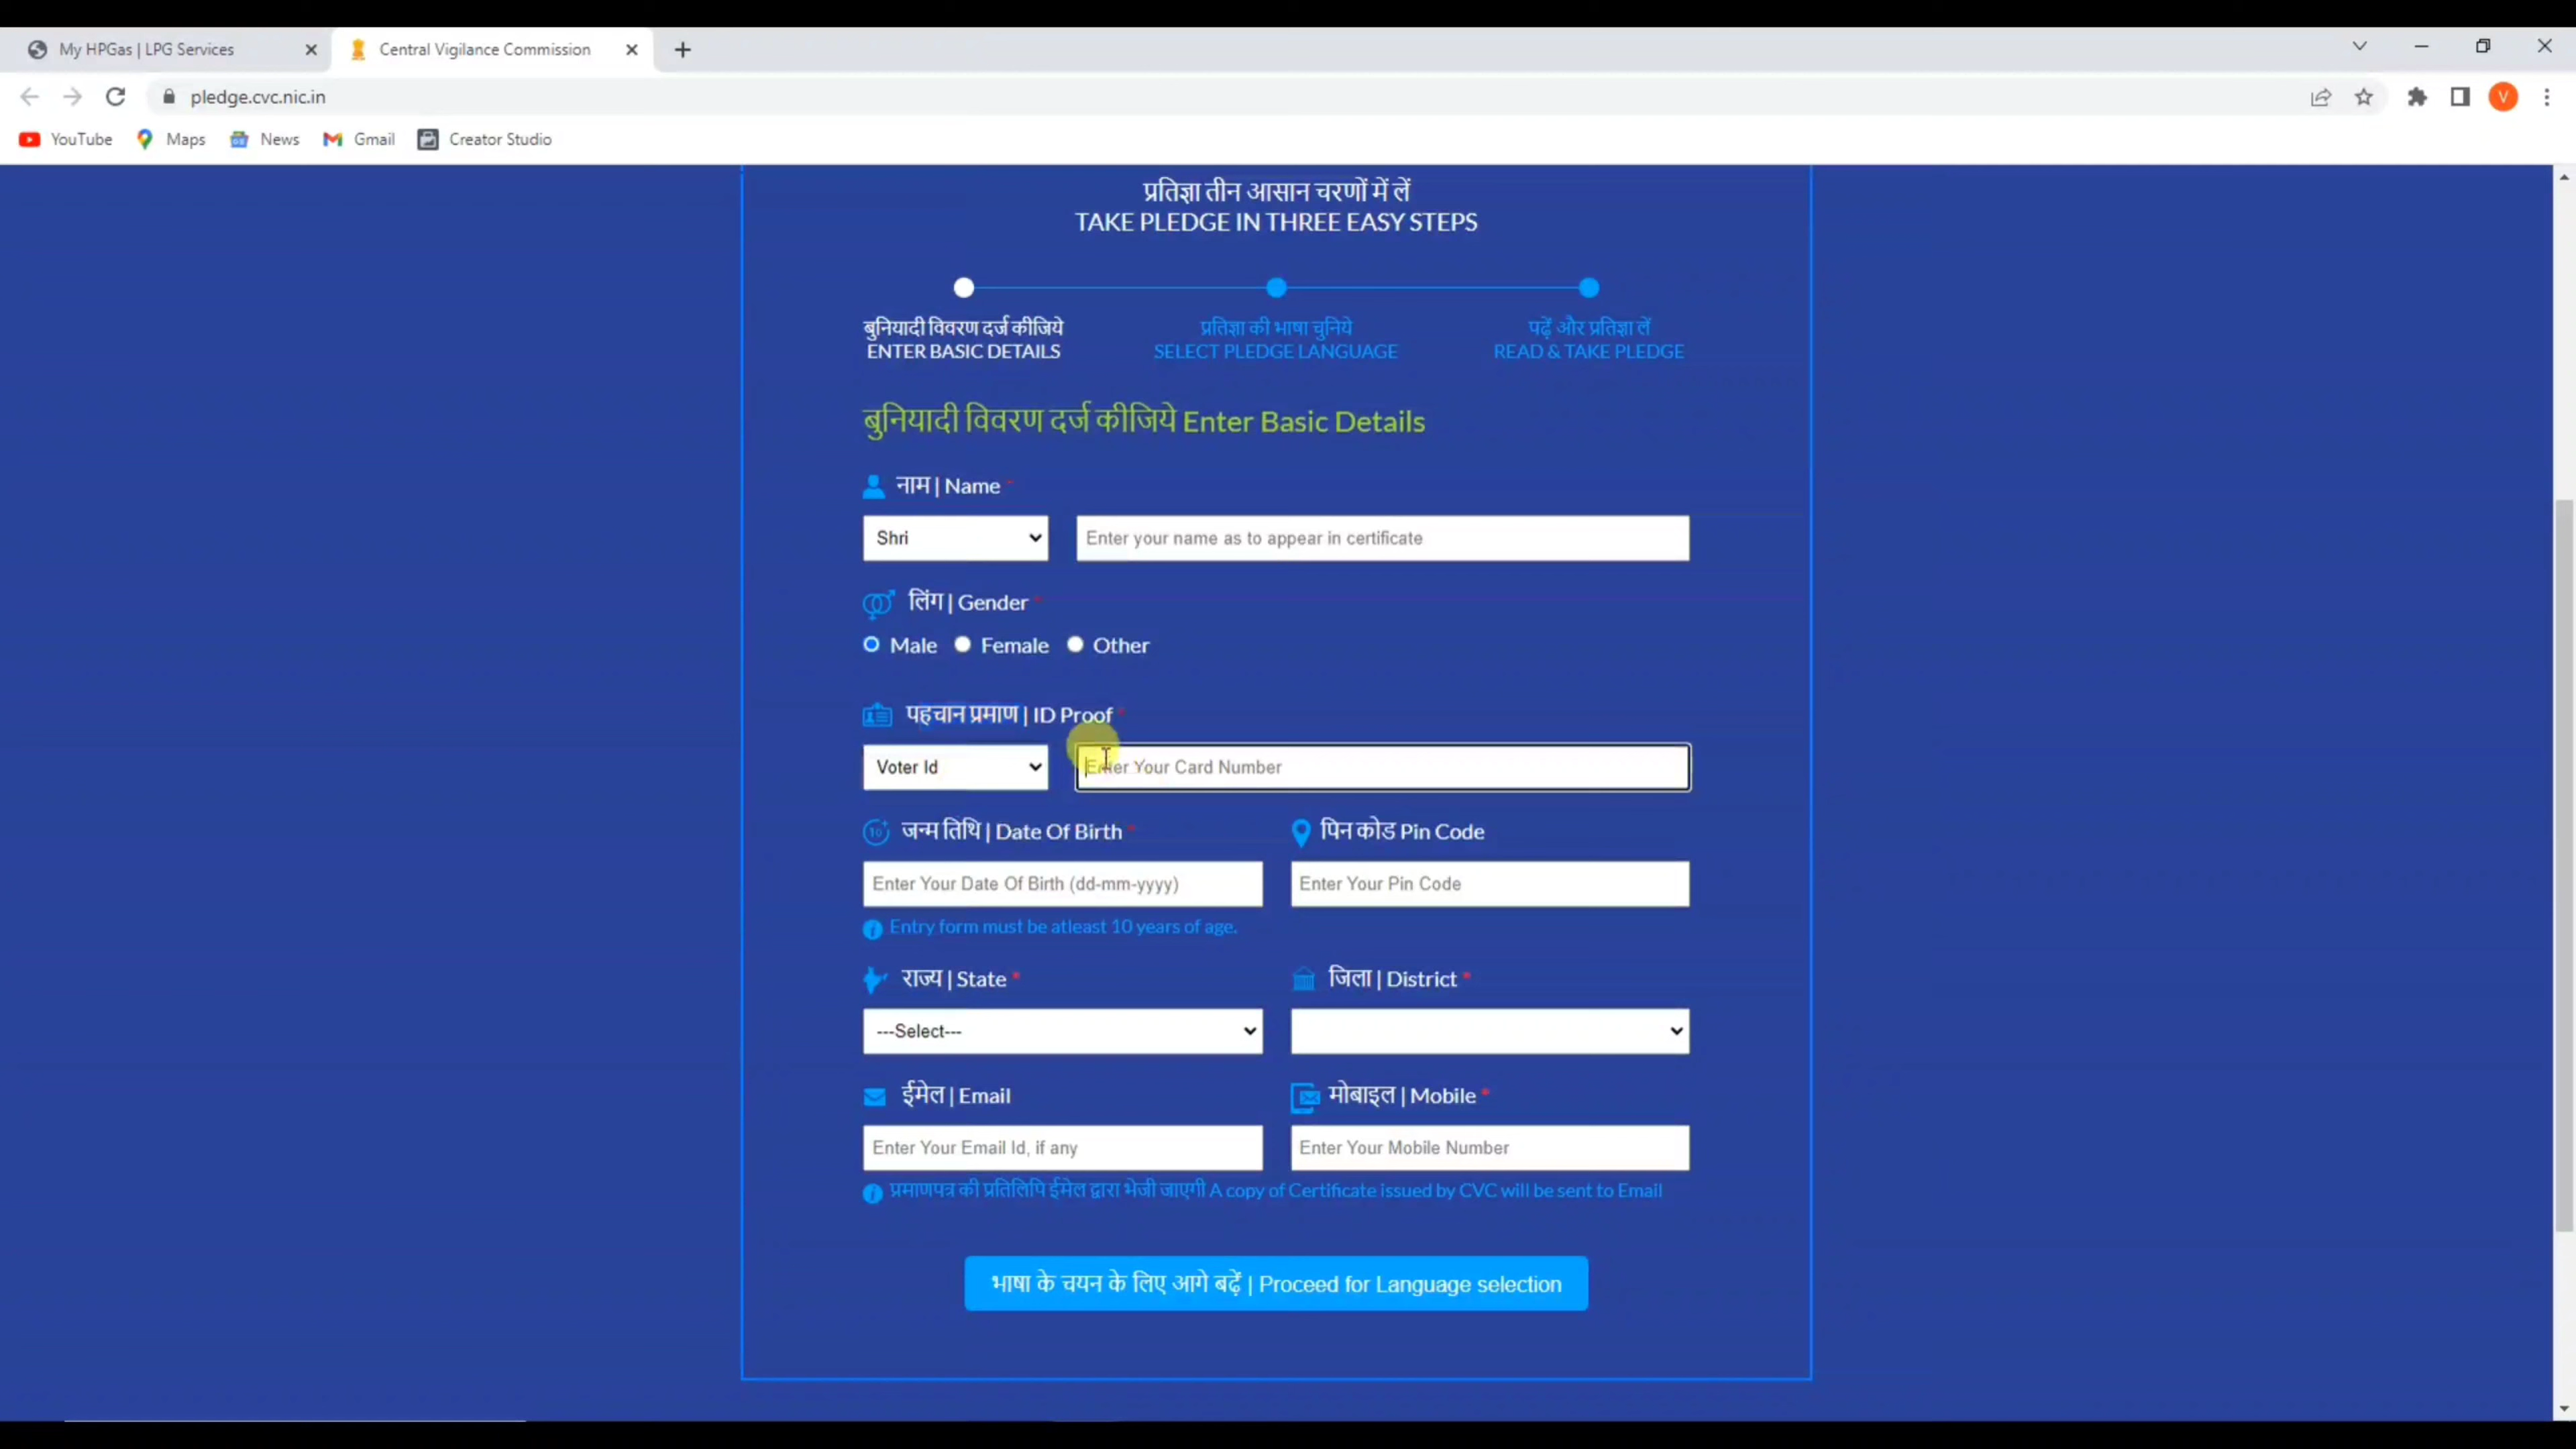 My HPGas | LPG Services
Central Vigilance Commission
pledge.cvc.nic.in
V
YouTube
Maps
News
Gmail
Creator Studio
प्रतिज्ञा तीन आसान चरणों में लें
TAKE PLEDGE IN THREE EASY STEPS
बुनियादी विवरण दर्ज कीजिये
ENTER BASIC DETAILS
प्रतिज्ञा की भाषा चुनिये
SELECT PLEDGE LANGUAGE
पढ़ें और प्रतिज्ञा लें
READ & TAKE PLEDGE
बुनियादी विवरण दर्ज कीजिये Enter Basic Details
नाम | Name *
Shri
Enter your name as to appear in certificate
लिंग | Gender *
Male Female Other
पहचान प्रमाण | ID Proof *
Voter Id
Enter Your Card Number
जन्म तिथि | Date Of Birth *
पिन कोड Pin Code
Enter Your Date Of Birth (dd-mm-yyyy)
Enter Your Pin Code
Entry form must be atleast 10 years of age.
राज्य | State *
जिला | District *
---Select---
ईमेल | Email
मोबाइल | Mobile *
Enter Your Email Id, if any
Enter Your Mobile Number
प्रमाणपत्र की प्रतिलिपि ईमेल द्वारा भेजी जाएगी A copy of Certificate issued by CVC will be sent to Email
भाषा के चयन के लिए आगे बढ़ें | Proceed for Language selection